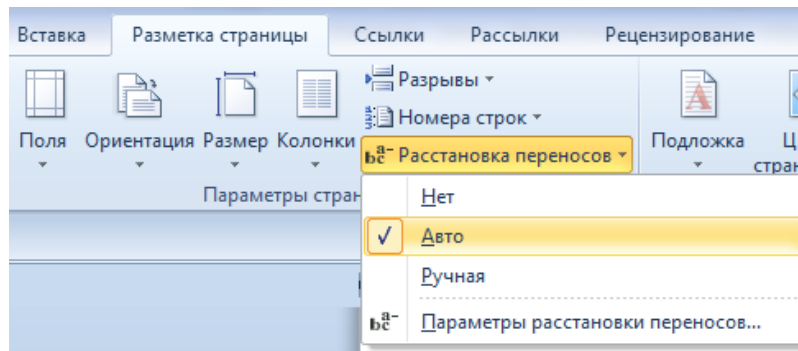 Вставка Разметка страницы Ссылки Рассылки Рецензирование
Разрывы
Номера строк
Поля Ориентация Размер Колонки Подложка
Расстановка переносов
Параметры
Нет
Авто
Ручная
Параметры расстановки переносов...